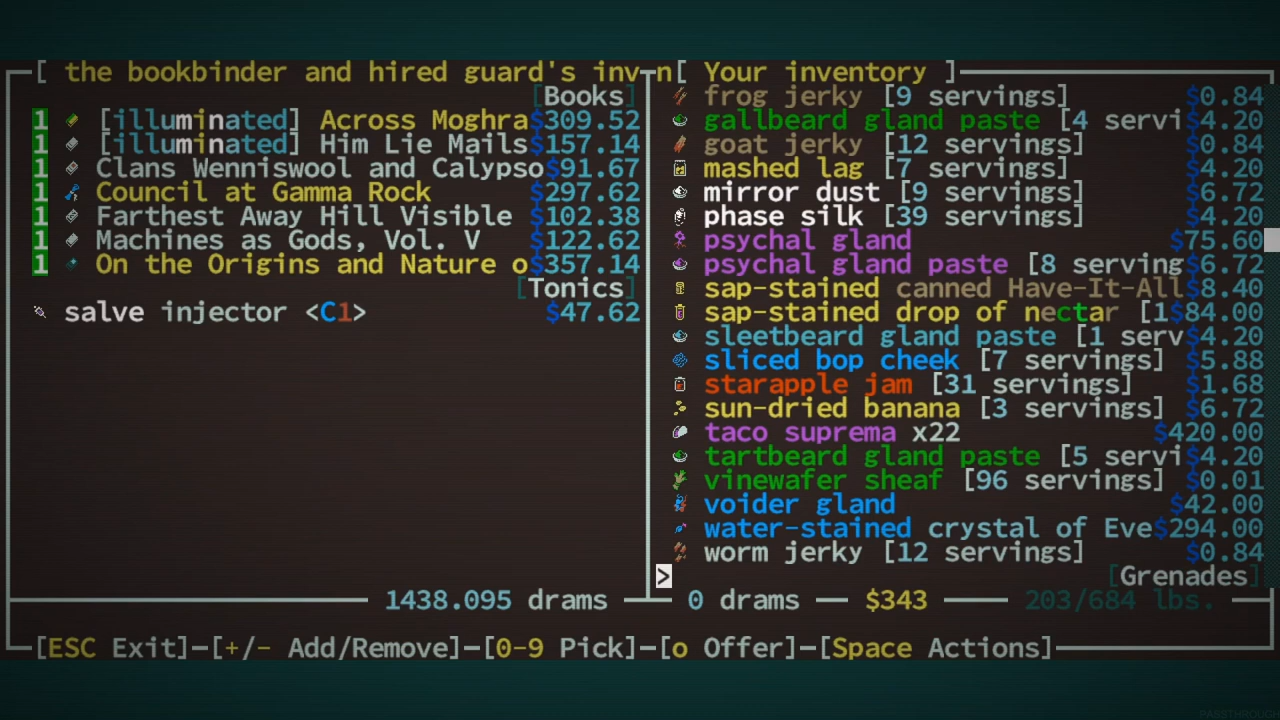 [ the bookbinder and hired guard's inv
[Books]
1 [illuminated] Across Moghra $309.52
1 [illuminated] Him Lie Mails $157.14
1 Clans Wenniswool and Calypso $91.67
1 Council at Gamma Rock $297.62
1 Farthest Away Hill Visible $102.38
1 Machines as Gods, Vol. V $122.62
1 On the Origins and Nature o $357.14
[Tonics]
salve injector <C1> $47.62
1438.095 drams
n[ Your inventory ]
frog jerky [9 servings] $0.84
gallbeard gland paste [4 servi $4.20
goat jerky [12 servings] $0.84
mashed lag [7 servings] $4.20
mirror dust [9 servings] $6.72
phase silk [39 servings] $4.20
psychal gland $75.60
psychal gland paste [8 serving $6.72
sap-stained canned Have-It-All $8.40
sap-stained drop of nectar [1 $84.00
sleetbeard gland paste [1 serv $4.20
sliced bop cheek [7 servings] $5.88
starapple jam [31 servings] $1.68
sun-dried banana [3 servings] $6.72
taco suprema x22 $420.00
tartbeard gland paste [5 servi $4.20
vinewafer sheaf [96 servings] $0.01
voider gland $42.00
water-stained crystal of Eve $294.00
worm jerky [12 servings] $0.84
> [Grenades]
0 drams — $343 — 203/684 lbs.
[ESC Exit]-[+/- Add/Remove]-[0-9 Pick]-[o Offer]-[Space Actions]